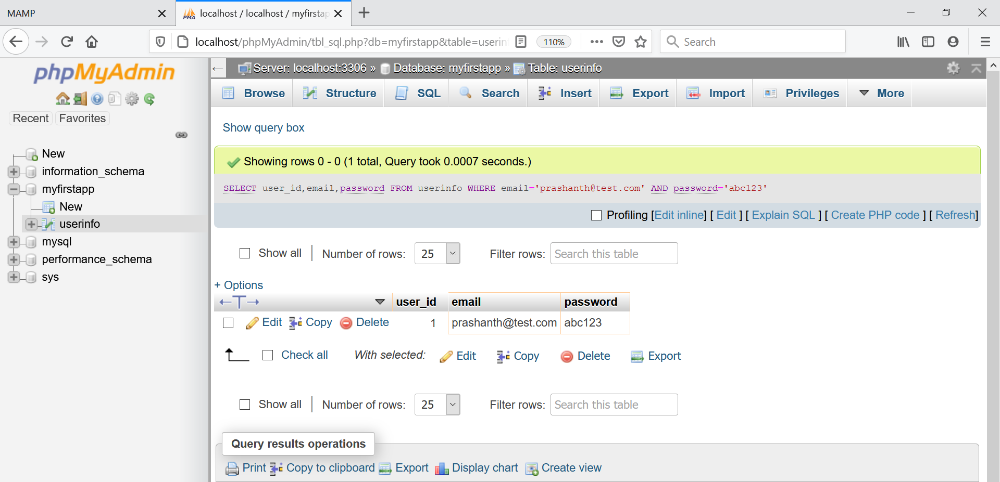 MAMP
localhost / localhost / myfirstap
localhost/phpMyAdmin/tbl_sql.php?db=myfirstapp&table=userin
110%
Search
phpMyAdmin
Server: localhost:3306 » Database: myfirstapp » Table: userinfo
Browse Structure SQL Search Insert Export Import Privileges More
Recent Favorites
Show query box
New
information_schema
myfirstapp
New
userinfo
mysql
performance_schema
sys
Showing rows 0 - 0 (1 total, Query took 0.0007 seconds.)
SELECT user_id,email,password FROM userinfo WHERE email='prashanth@test.com' AND password='abc123'
Profiling [Edit inline] [ Edit ] [ Explain SQL ] [ Create PHP code ] [ Refresh]
Show all Number of rows: 25 Filter rows: Search this table
+ Options
←T→ user_id email password
Edit Copy Delete 1 prashanth@test.com abc123
Check all With selected: Edit Copy Delete Export
Show all Number of rows: 25 Filter rows: Search this table
Query results operations
Print Copy to clipboard Export Display chart Create view